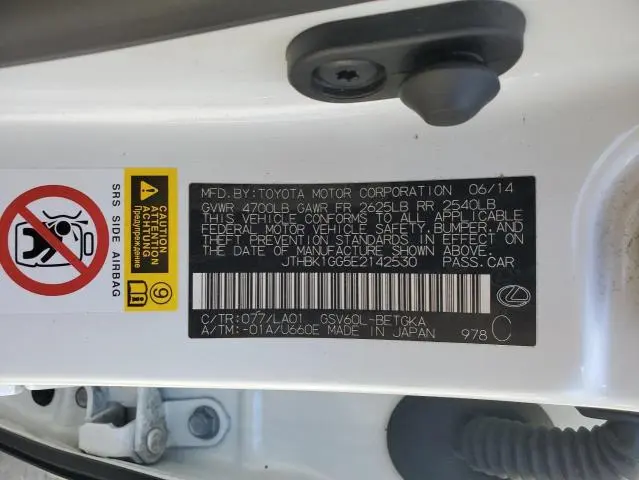 MFD. BY: TOYOTA MOTOR CORPORATION 06/14
GVWR 4700LB GAWR FR 2625LB RR 2540LB
THIS VEHICLE CONFORMS TO ALL APPLICABLE
FEDERAL MOTOR VEHICLE SAFETY, BUMPER, AND
THEFT PREVENTION STANDARDS IN EFFECT ON
THE DATE OF MANUFACTURE SHOWN ABOVE.
JTHBK1GG5E2142530 PASS. CAR
C/TR: 077/LA01 GSV60L-BETGKA
A/TM: -01A/U660E MADE IN JAPAN 978 C
SRS SIDE AIRBAG
CAUTION
ATTENTION
ACHTUNG
Предупреждение
9